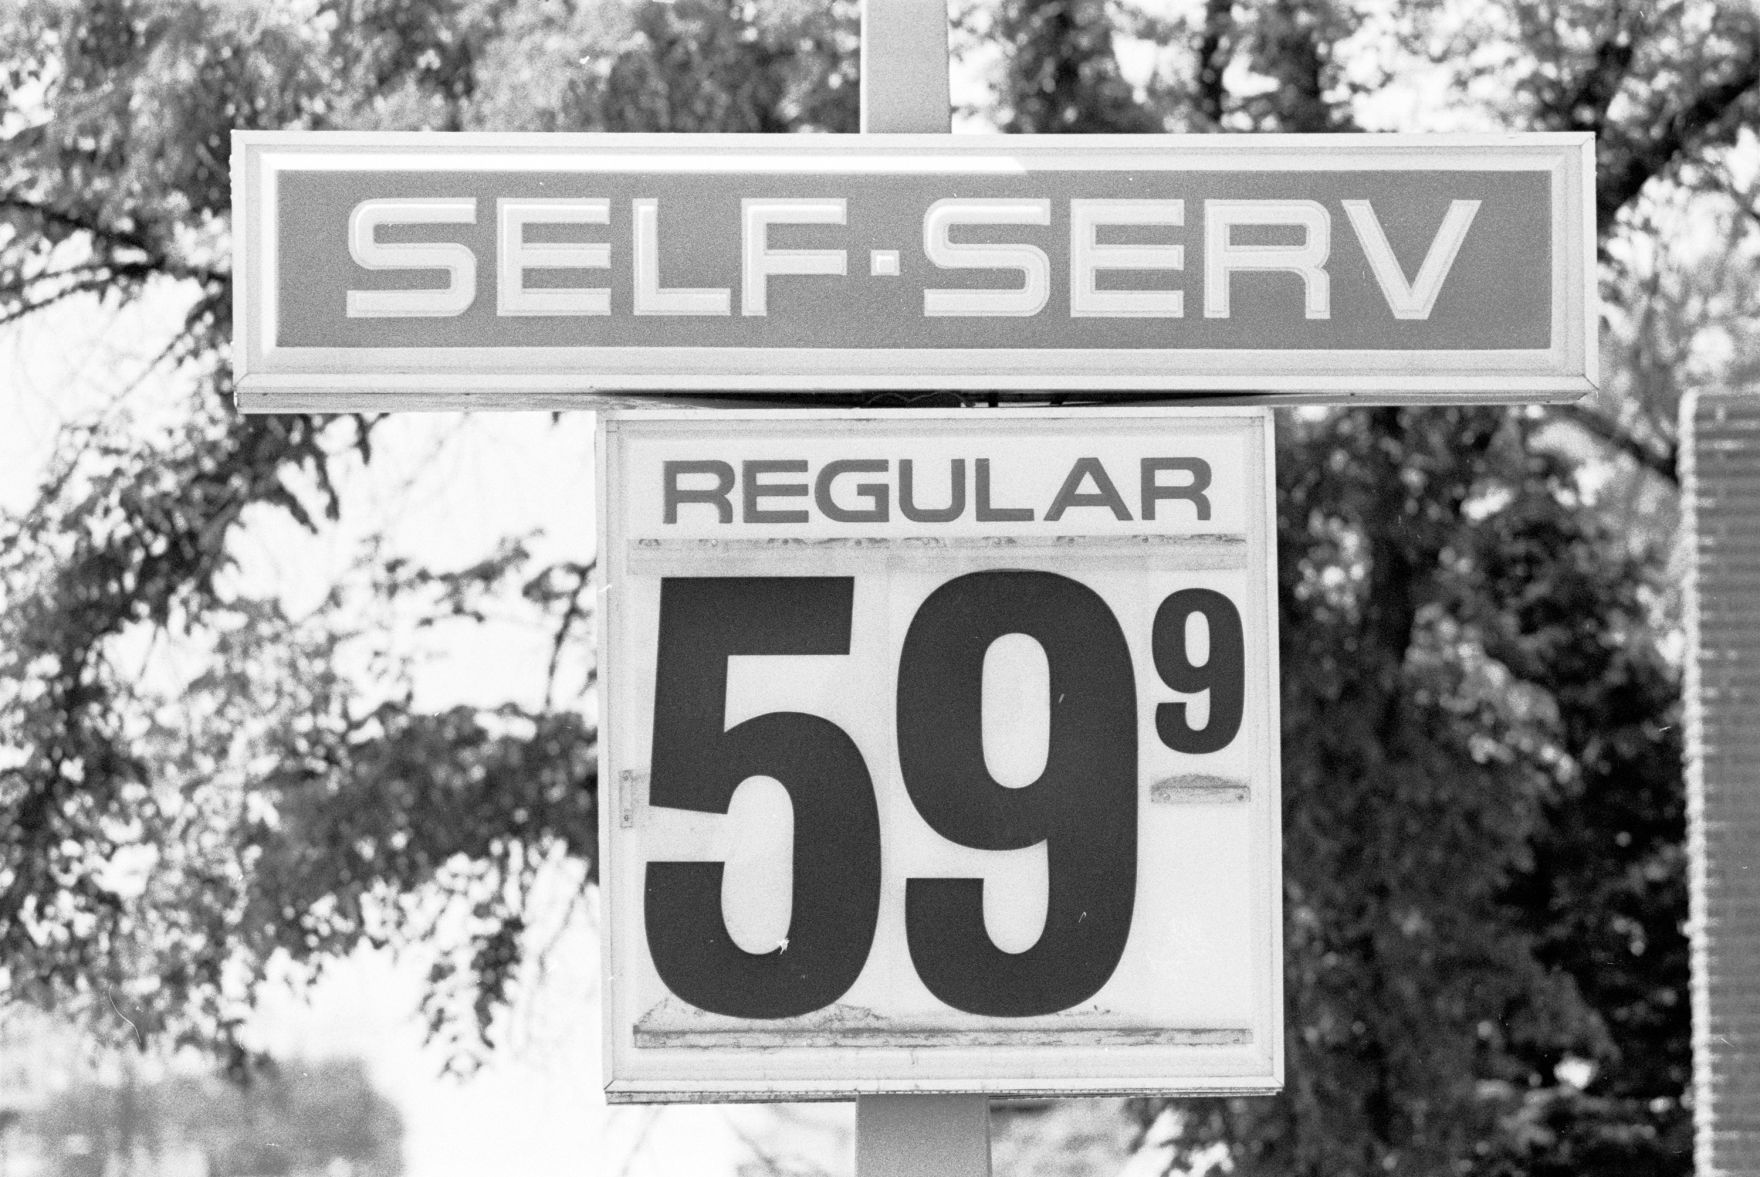 SELF·SERV
REGULAR
59 9